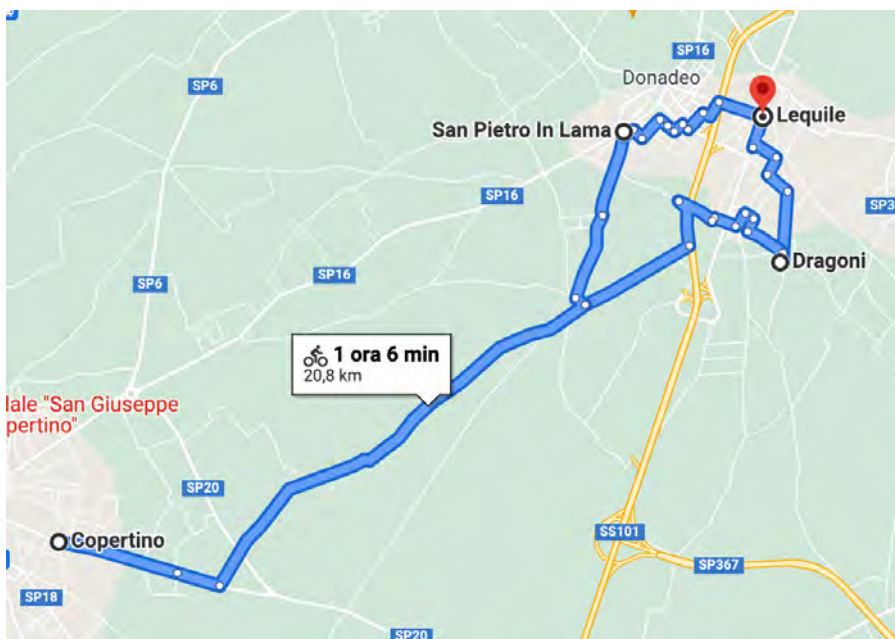 SP6
SP16
Donadeo
San Pietro In Lama
Lequile
SP16
SP3
SP16
Dragoni
SP6
1 ora 6 min
20,8 km
dale "San Giuseppe
pertino"
SP20
Copertino
SS101
SP367
SP18
SP20